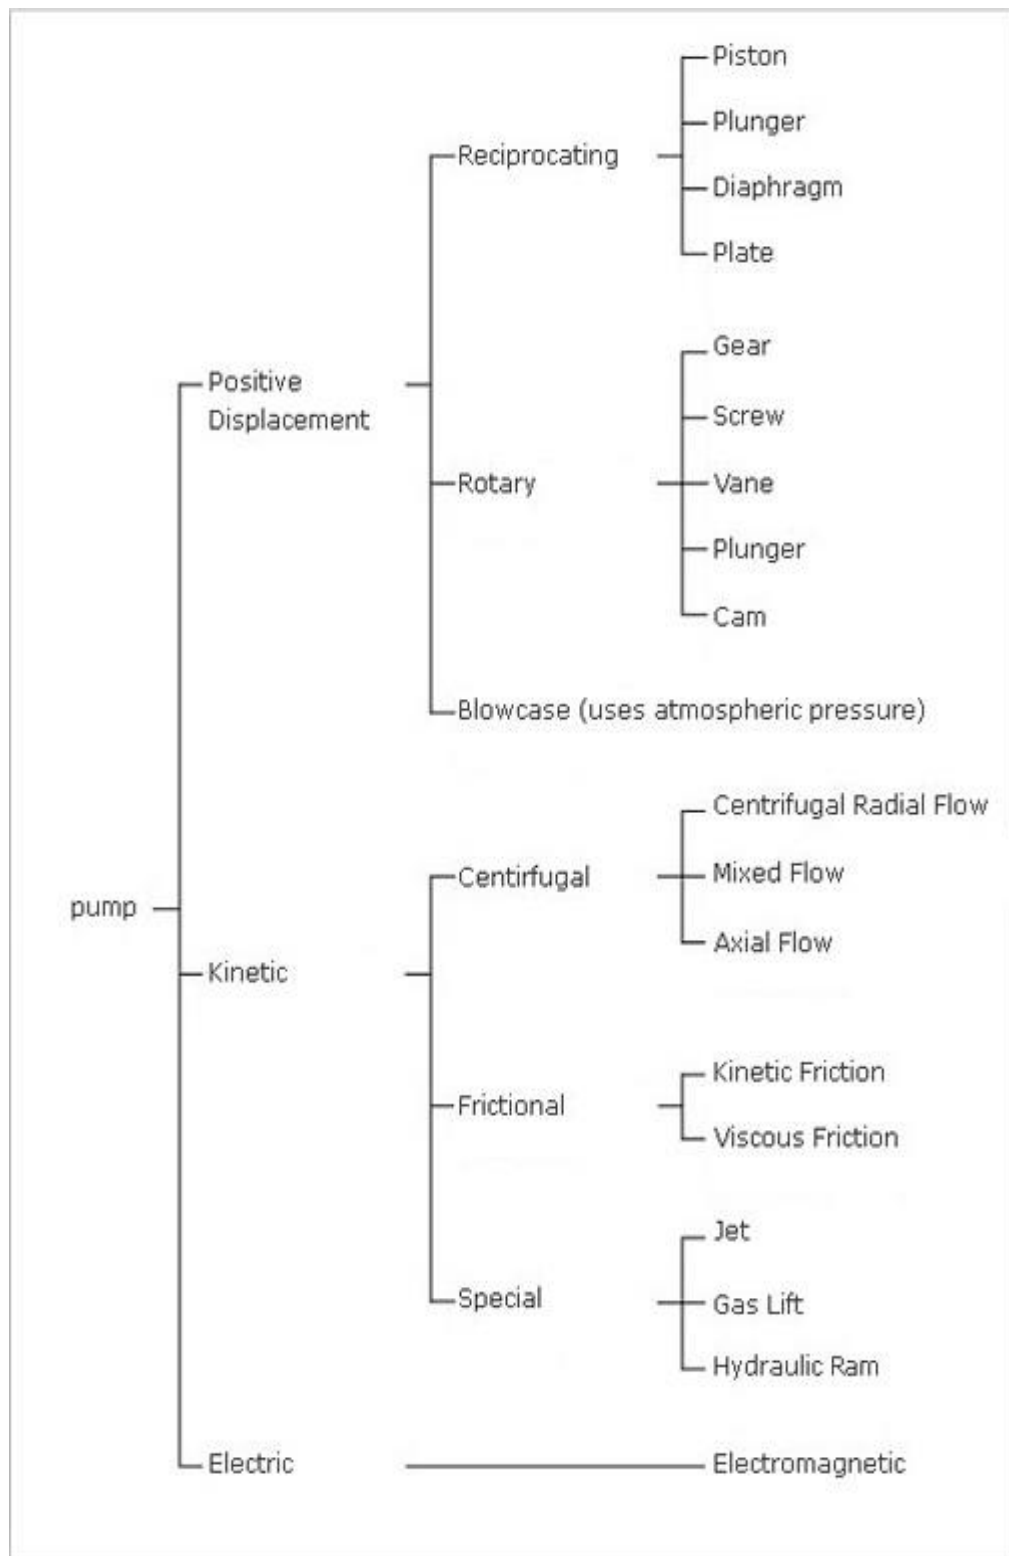 Piston
Plunger
Reciprocating
Diaphragm
Plate
Gear
Positive
Displacement
Screw
Rotary
Vane
Plunger
Cam
Blowcase (uses atmospheric pressure)
Centrifugal Radial Flow
Centirfugal
Mixed Flow
pump
Axial Flow
Kinetic
Kinetic Friction
Frictional
Viscous Friction
Jet
Special
Gas Lift
Hydraulic Ram
Electric
Electromagnetic